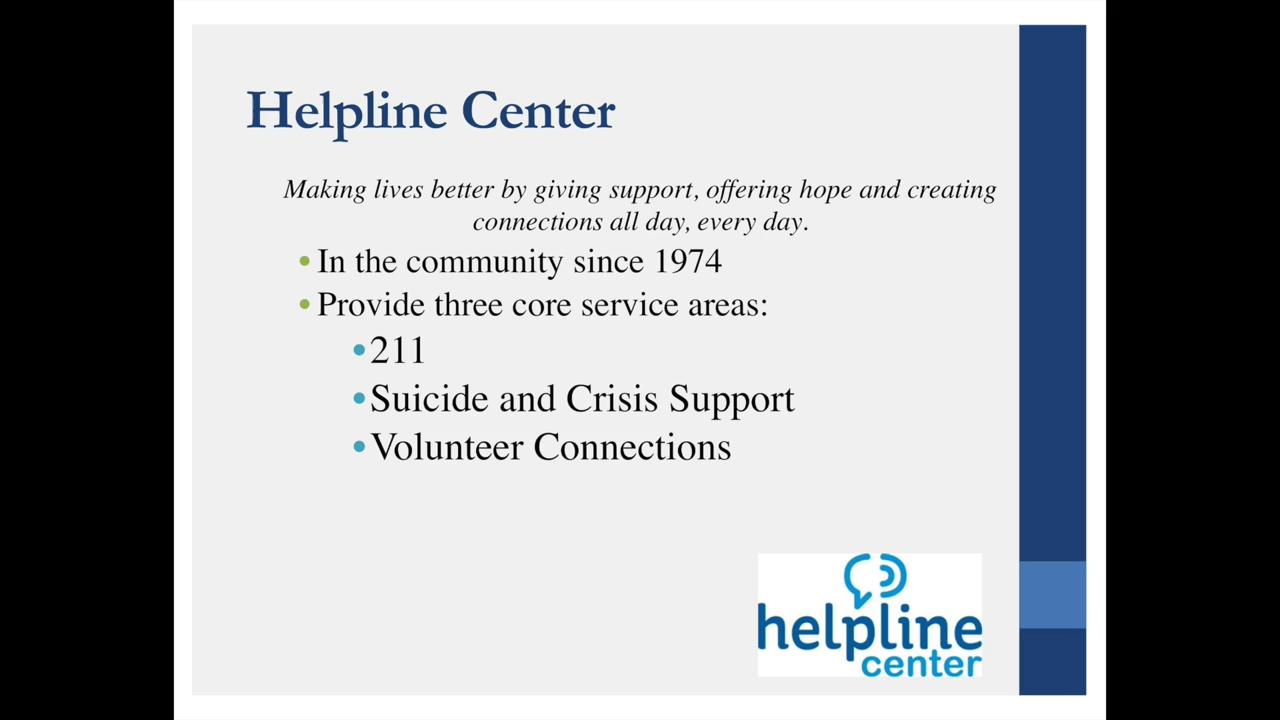 Helpline Center
Making lives better by giving support, offering hope and creating
connections all day, every day.
•In the community since 1974
•Provide three core service areas:
•211
•Suicide and Crisis Support
•Volunteer Connections
helpline
center